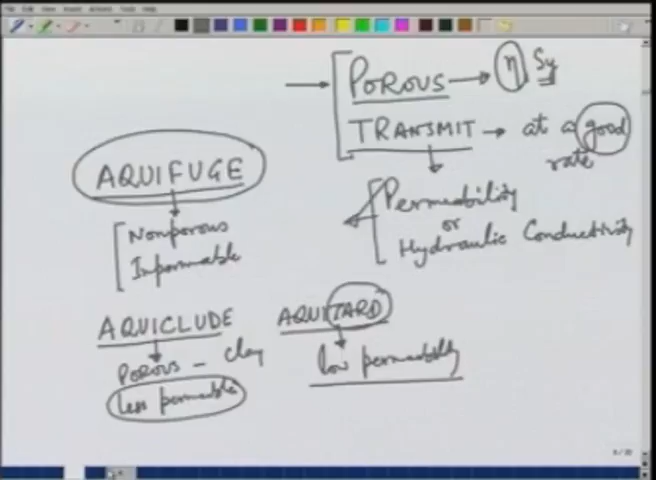 POROUS → η, Sy
TRANSMIT → at a good
rate
Permeability
or
Hydraulic Conductivity
AQUIFUGE
Nonporous
Impermeable
AQUICLUDE
POROUS - clay
less permeable
AQUITARD
low permeability